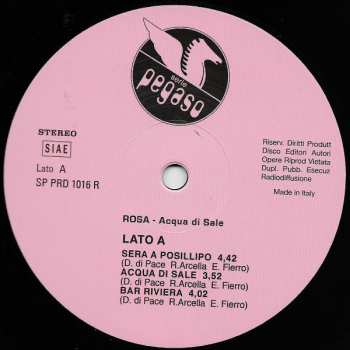 serie
pegaso
STEREO
SIAE
Lato A
SP PRD 1016 R
Riserv. Diritti Produtt
Disco Editori Autori
Opere Riprod Vietata
Dupl. Pubb. Esecuz
Radiodiffusione
Made in Italy
ROSA - Acqua di Sale
LATO A
SERA A POSILLIPO 4,42
(D. di Pace R.Arcella E. Fierro)
ACQUA DI SALE 3,52
(D. di Pace R.Arcella E. Fierro)
BAR RIVIERA 4,02
(D. di Pace R.Arcella E. Fierro)